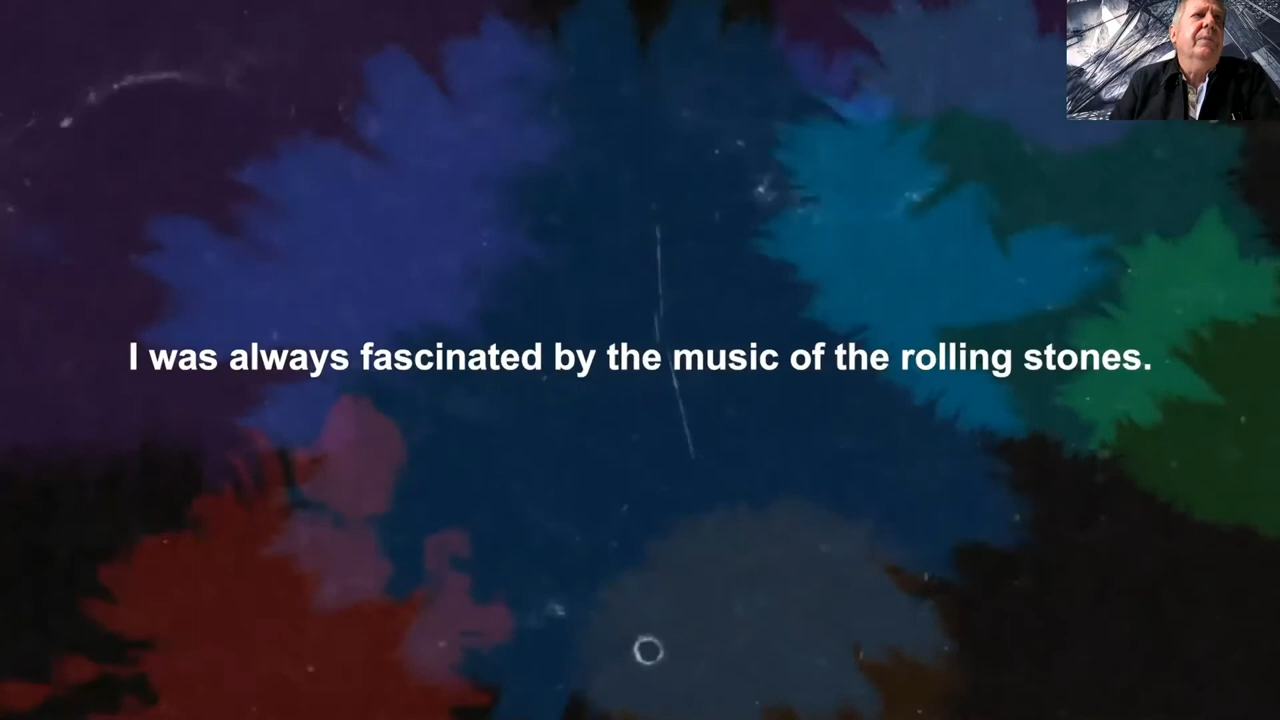 I was always fascinated by the music of the rolling stones.